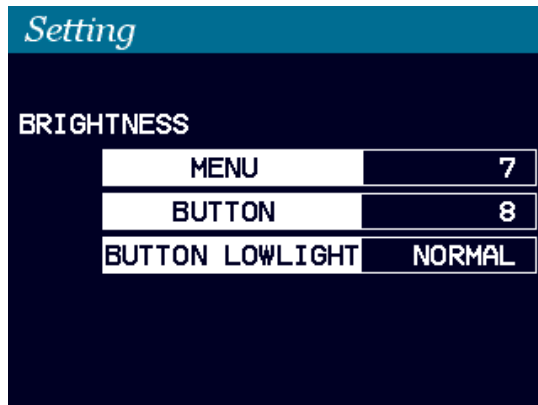 Setting
BRIGHTNESS
MENU 7
BUTTON 8
BUTTON LOWLIGHT NORMAL